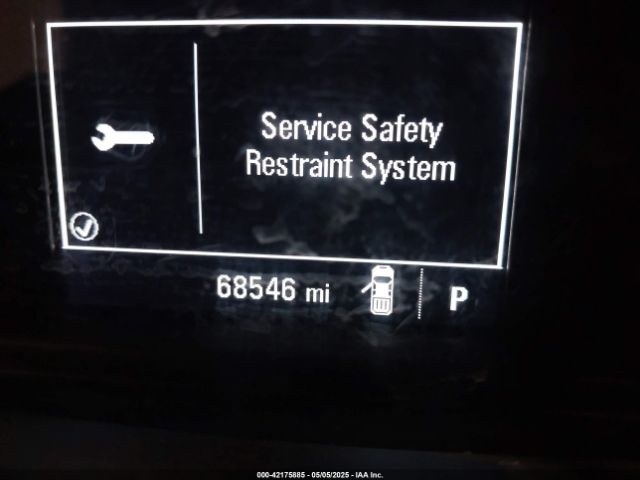 Service Safety
Restraint System
68546 mi
P
000-42175885 - 05/05/2025 - IAA Inc.